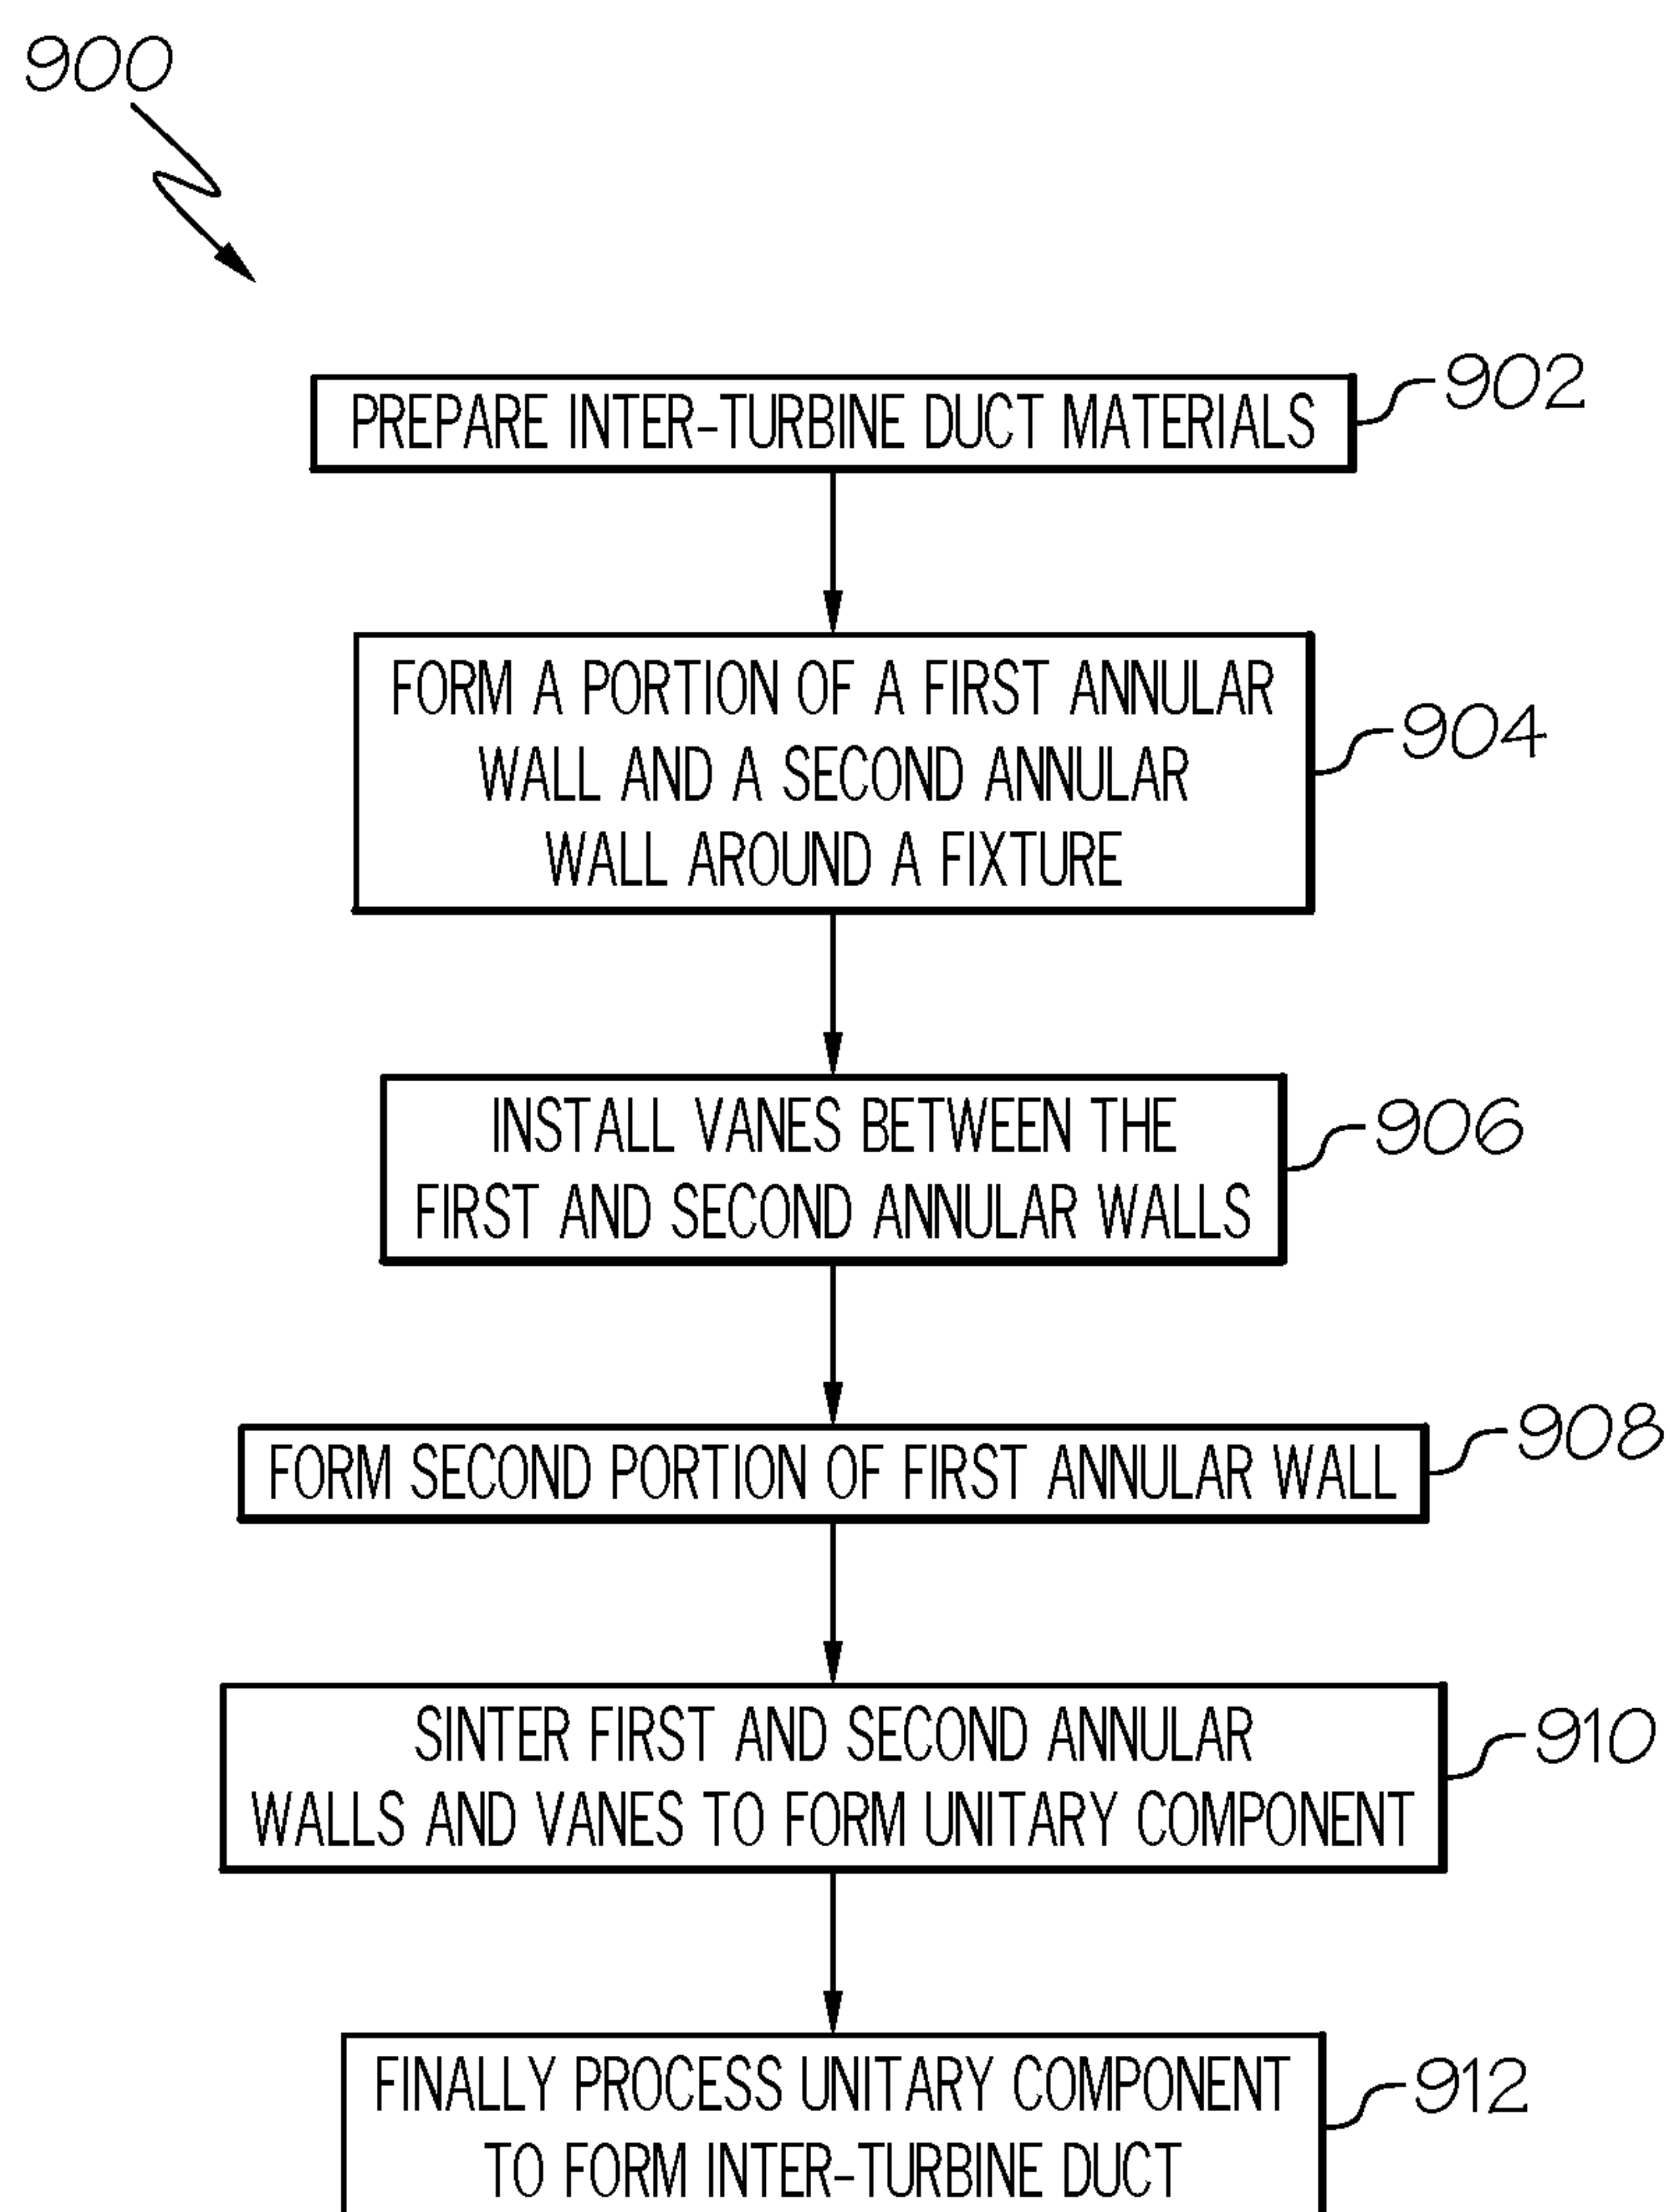 900
PREPARE INTER-TURBINE DUCT MATERIALS
902
FORM A PORTION OF A FIRST ANNULAR
WALL AND A SECOND ANNULAR
WALL AROUND A FIXTURE
904
INSTALL VANES BETWEEN THE
FIRST AND SECOND ANNULAR WALLS
906
FORM SECOND PORTION OF FIRST ANNULAR WALL
908
SINTER FIRST AND SECOND ANNULAR
WALLS AND VANES TO FORM UNITARY COMPONENT
910
FINALLY PROCESS UNITARY COMPONENT
TO FORM INTER-TURBINE DUCT
912